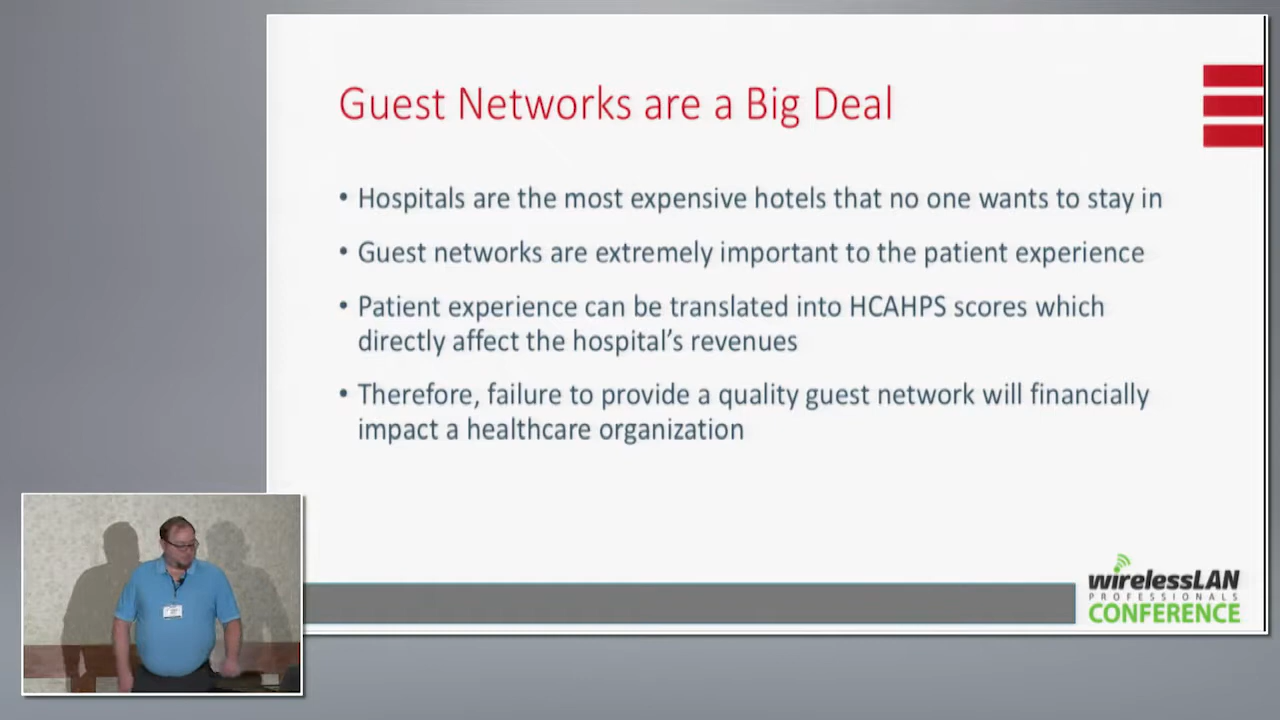 Guest Networks are a Big Deal
• Hospitals are the most expensive hotels that no one wants to stay in
• Guest networks are extremely important to the patient experience
• Patient experience can be translated into HCAHPS scores which
directly affect the hospital's revenues
• Therefore, failure to provide a quality guest network will financially
impact a healthcare organization
wirelessLAN
PROFESSIONALS
CONFERENCE